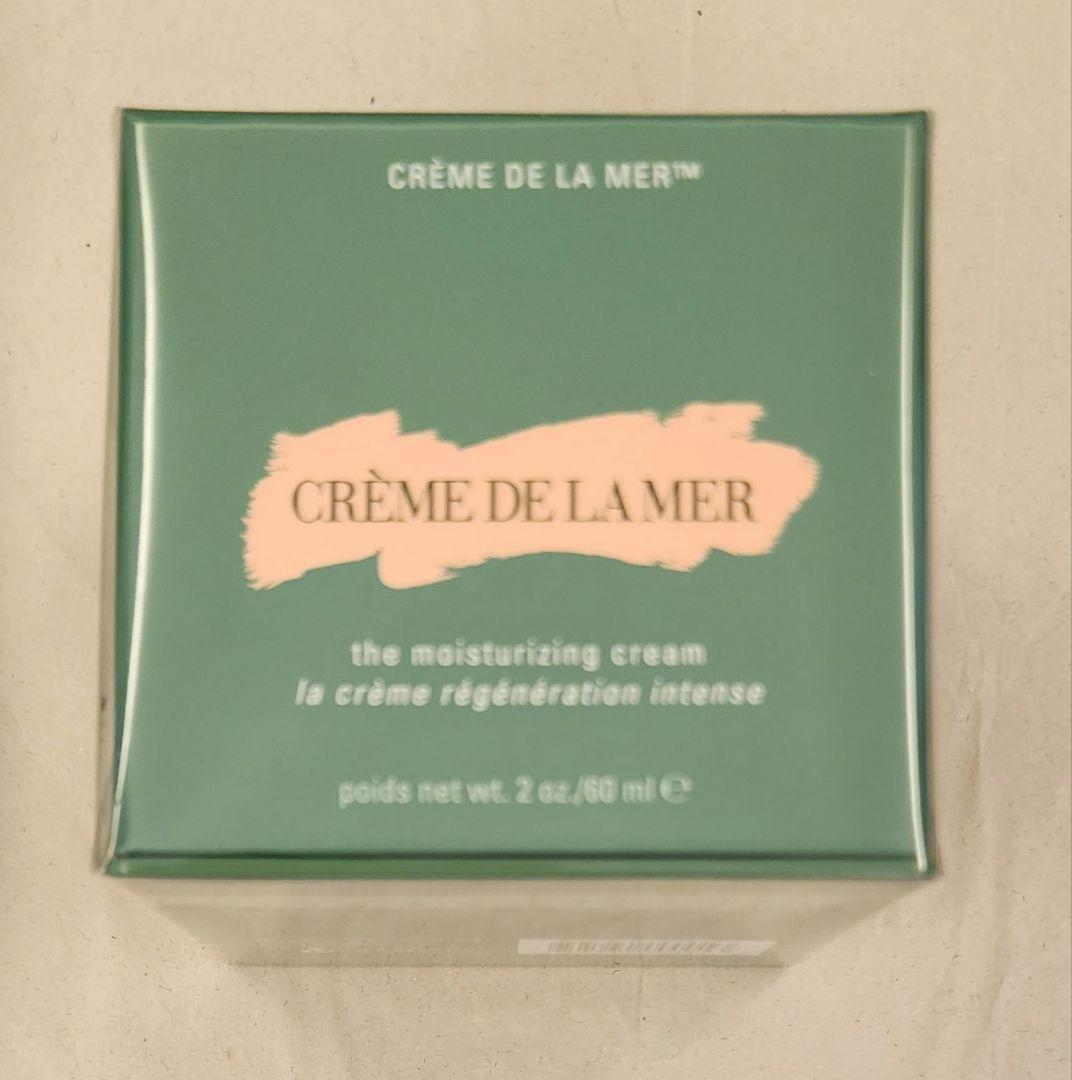 CRÈME DE LA MER™
CRÈME DE LA MER
the moisturizing cream
la crème régénération intense
poids net wt. 2 oz./60 ml ℮